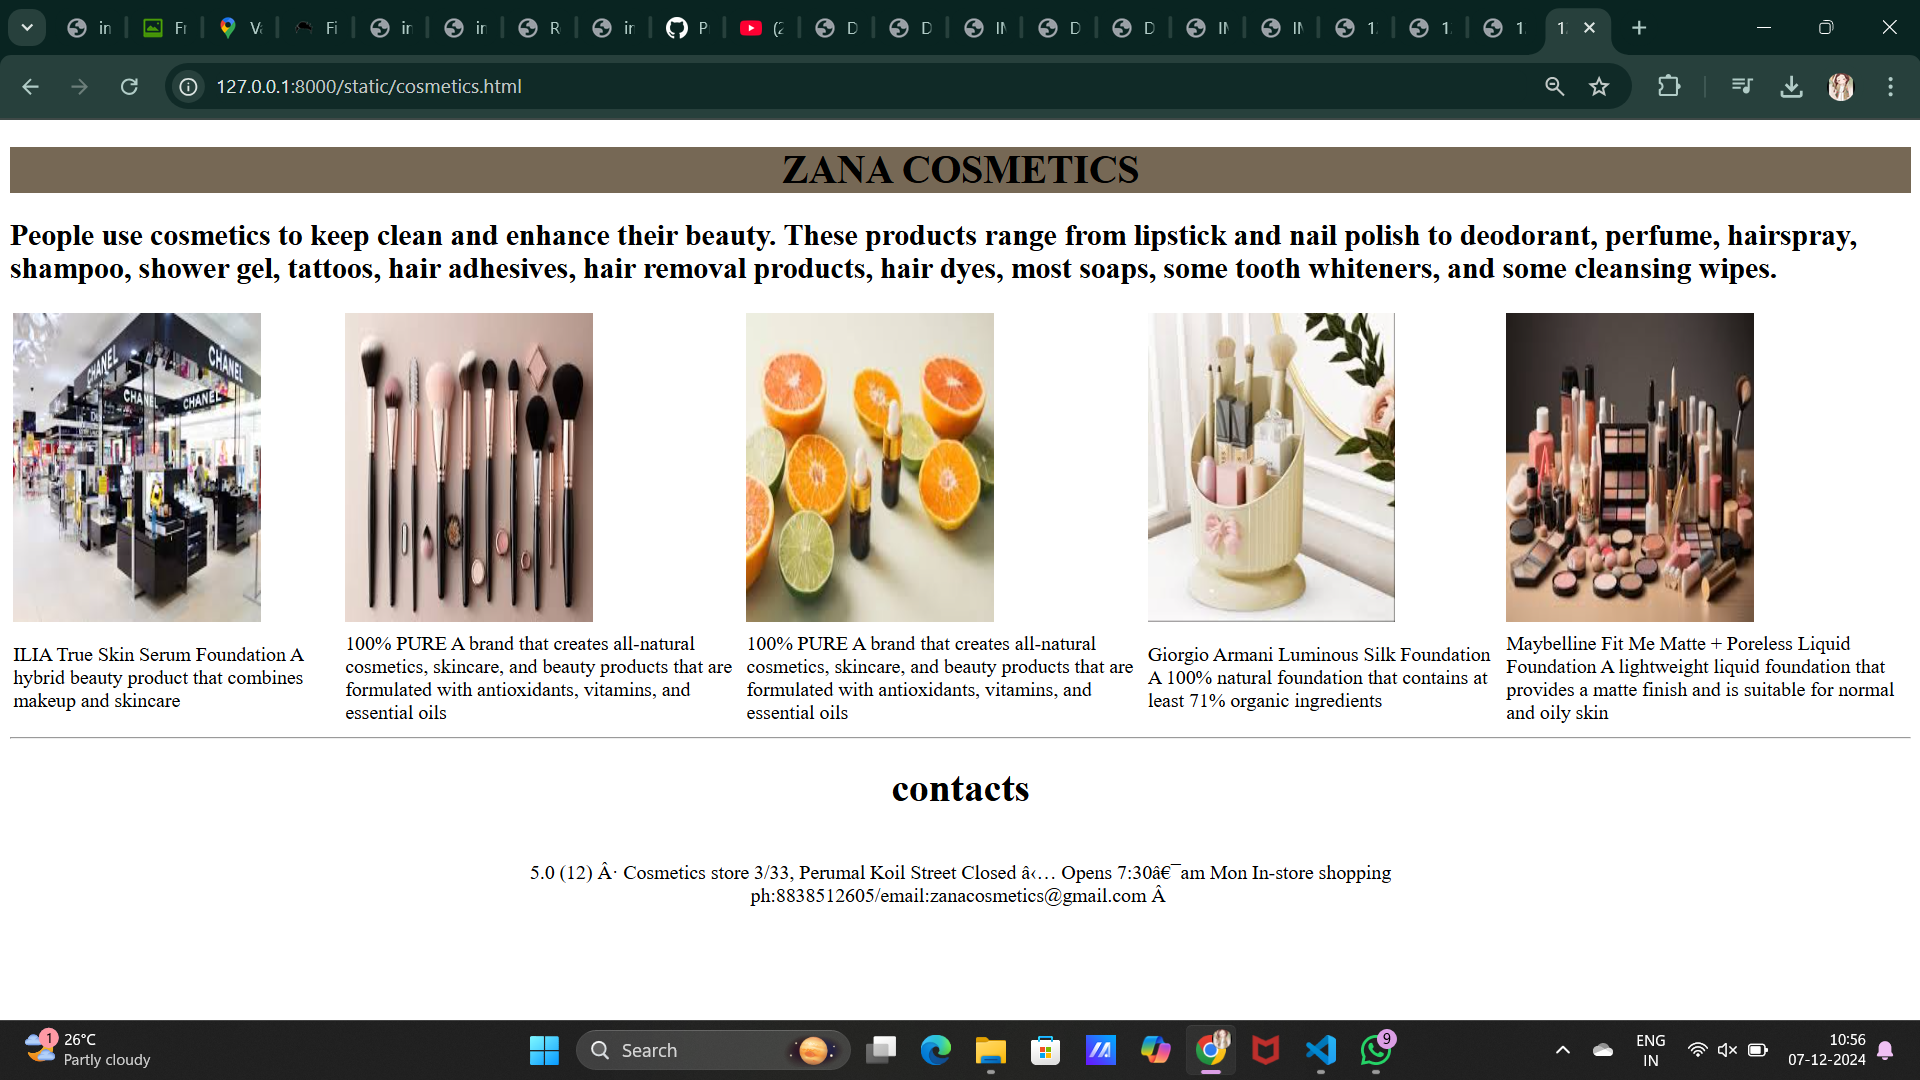 in
Fr
Va
Fi
in
in
R
in
P
(2
D
D
IM
D
D
IM
IM
1
1
127.0.0.1:8000/static/cosmetics.html
ZANA COSMETICS
People use cosmetics to keep clean and enhance their beauty. These products range from lipstick and nail polish to deodorant, perfume, hairspray,
shampoo, shower gel, tattoos, hair adhesives, hair removal products, hair dyes, most soaps, some tooth whiteners, and some cleansing wipes.
CHANEL
CHANEL
CHANEL
CHANEL
ILIA True Skin Serum Foundation A
hybrid beauty product that combines
makeup and skincare
100% PURE A brand that creates all-natural
cosmetics, skincare, and beauty products that are
formulated with antioxidants, vitamins, and
essential oils
100% PURE A brand that creates all-natural
cosmetics, skincare, and beauty products that are
formulated with antioxidants, vitamins, and
essential oils
Giorgio Armani Luminous Silk Foundation
A 100% natural foundation that contains at
least 71% organic ingredients
Maybelline Fit Me Matte + Poreless Liquid
Foundation A lightweight liquid foundation that
provides a matte finish and is suitable for normal
and oily skin
contacts
5.0 (12) Â· Cosmetics store 3/33, Perumal Koil Street Closed â‹… Opens 7:30â€¯am Mon In-store shopping
ph:8838512605/email:zanacosmetics@gmail.com Â
1
26°C
Partly cloudy
Search
9
ENG
IN
10:56
07-12-2024